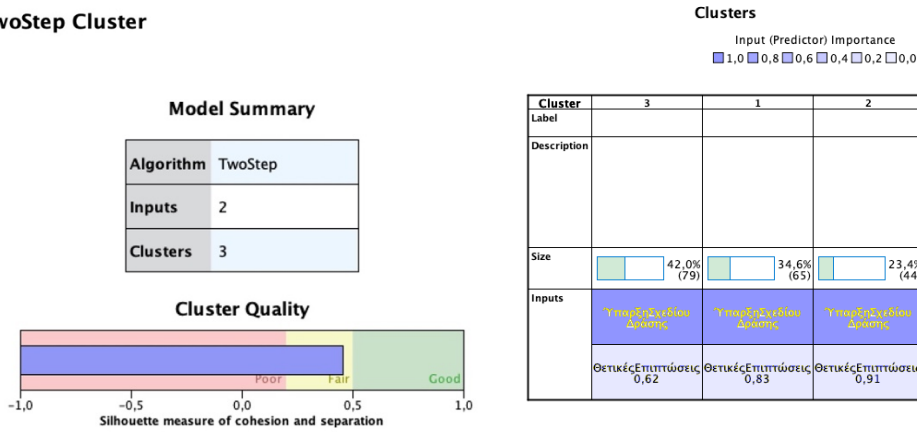 woStep Cluster
Model Summary
Algorithm TwoStep
Inputs 2
Clusters 3
Cluster Quality
Poor Fair Good
-1,0 -0,5 0,0 0,5 1,0
Silhouette measure of cohesion and separation
Clusters
Input (Predictor) Importance
1,0 0,8 0,6 0,4 0,2 0,0
Cluster 3 1 2
Label
Description
Size 42,0% 34,6% 23,4%
(79) (65) (44
Inputs
ΎπαρξηΣχεδίου ΎπαρξηΣχεδίου ΎπαρξηΣχεδίου
Δράσης Δράσης Δράσης
ΘετικέςΕπιπτώσεις ΘετικέςΕπιπτώσεις ΘετικέςΕπιπτώσεις
0,62 0,83 0,91